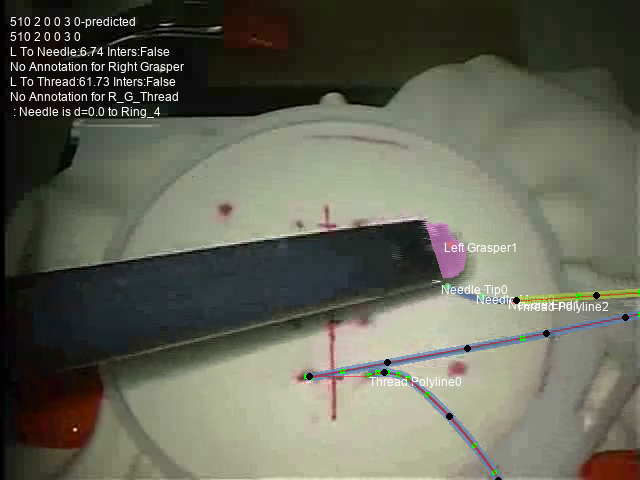 510 2 0 0 3 0-predicted
510 2 0 0 3 0
L To Needle:6.74 Inters:False
No Annotation for Right Grasper
L To Thread:61.73 Inters:False
No Annotation for R_G_Thread
: Needle is d=0.0 to Ring_4
Left Grasper1
Needle Tip0
Thread Polyline2
Thread Polyline0